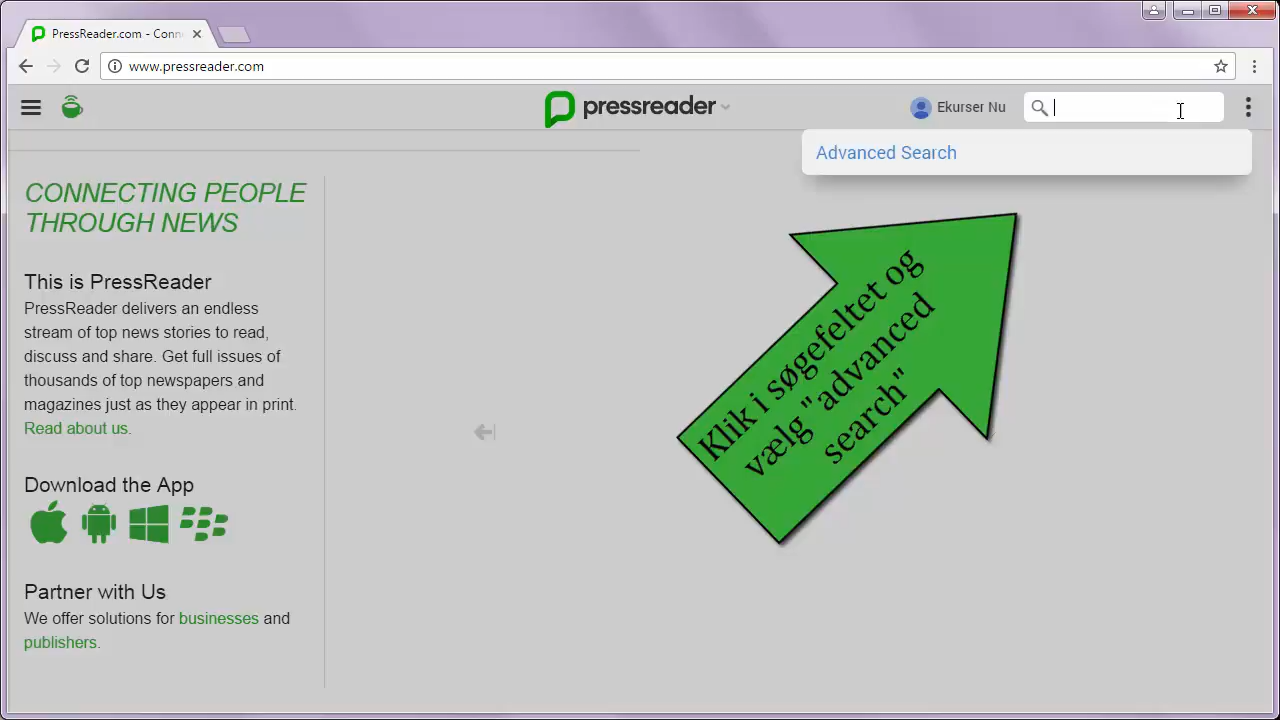 PressReader.com - Conn
www.pressreader.com
pressreader
Ekurser Nu
Advanced Search
CONNECTING PEOPLE
THROUGH NEWS
This is PressReader
PressReader delivers an endless
stream of top news stories to read,
discuss and share. Get full issues of
thousands of top newspapers and
magazines just as they appear in print.
Read about us.
Download the App
Partner with Us
We offer solutions for businesses and
publishers.
Klik i søgefeltet og
vælg "advanced
search"